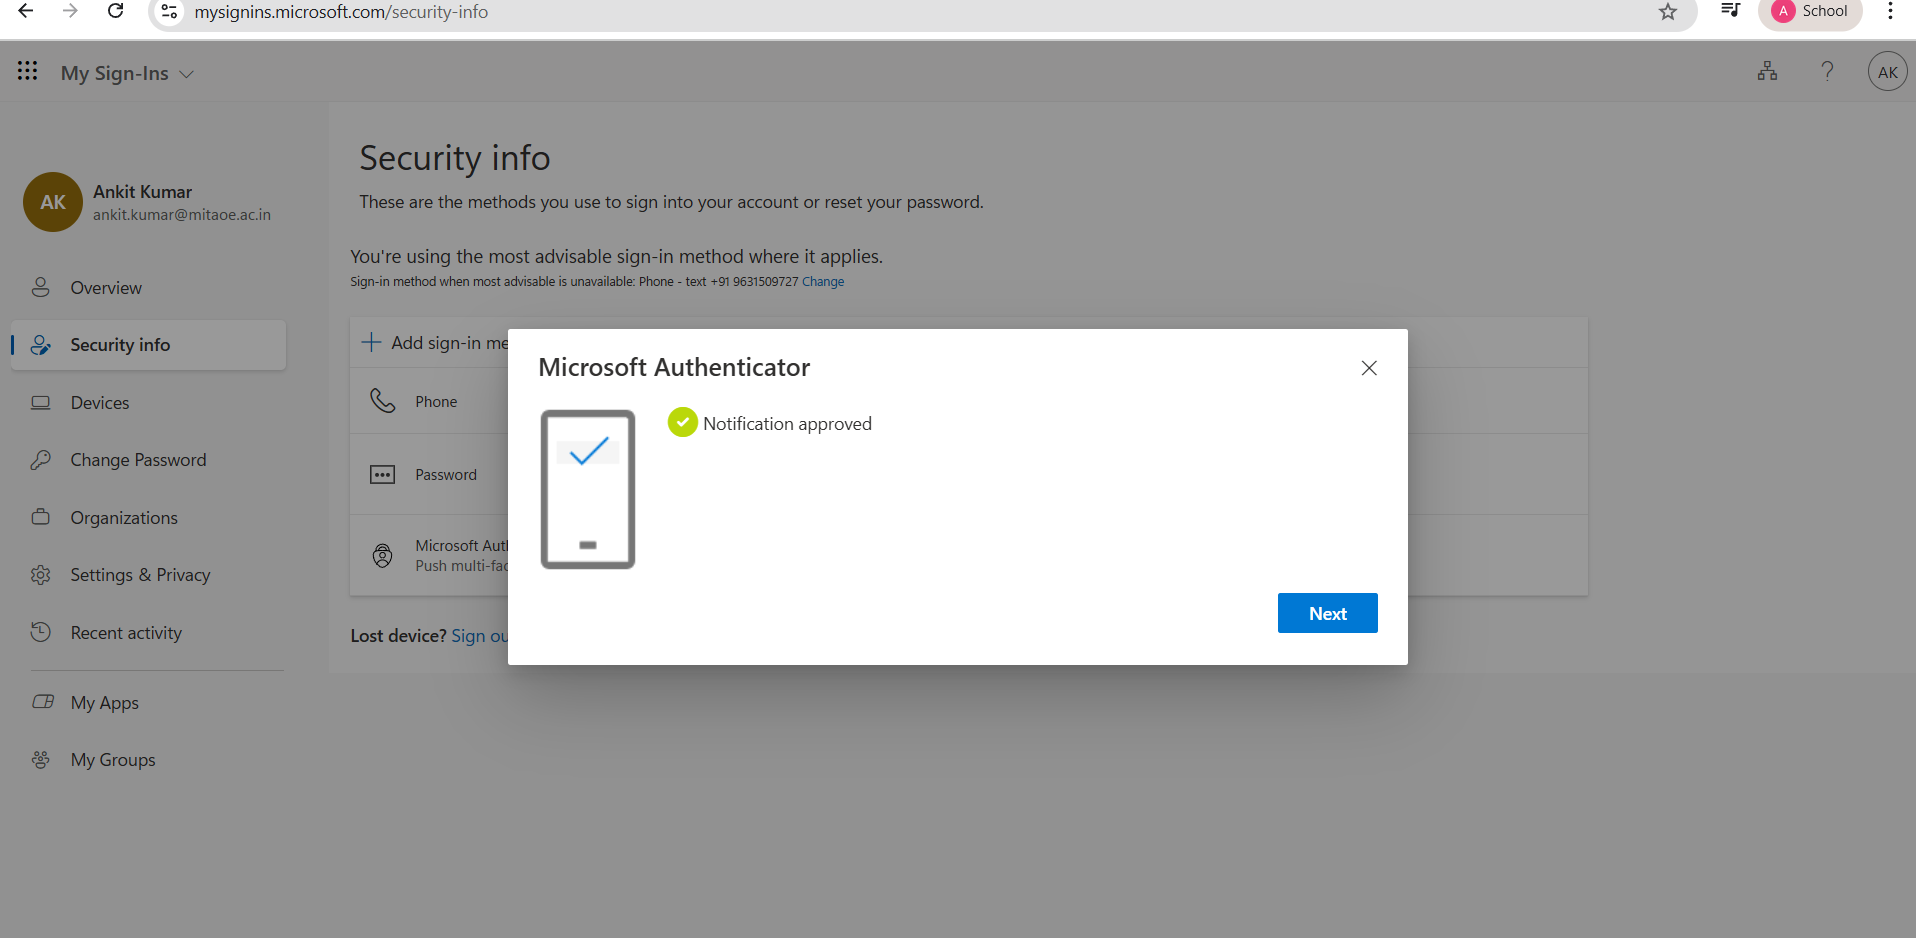 mysignins.microsoft.com/security-info
A School
My Sign-Ins
AK
Security info
These are the methods you use to sign into your account or reset your password.
AK
Ankit Kumar
ankit.kumar@mitaoe.ac.in
You're using the most advisable sign-in method where it applies.
Sign-in method when most advisable is unavailable: Phone - text +91 9631509727 Change
Overview
Security info
Devices
Change Password
Organizations
Settings & Privacy
Recent activity
My Apps
My Groups
Add sign-in me
Phone
Password
Microsoft Aut
Push multi-fac
Lost device? Sign ou
Microsoft Authenticator
Notification approved
Next